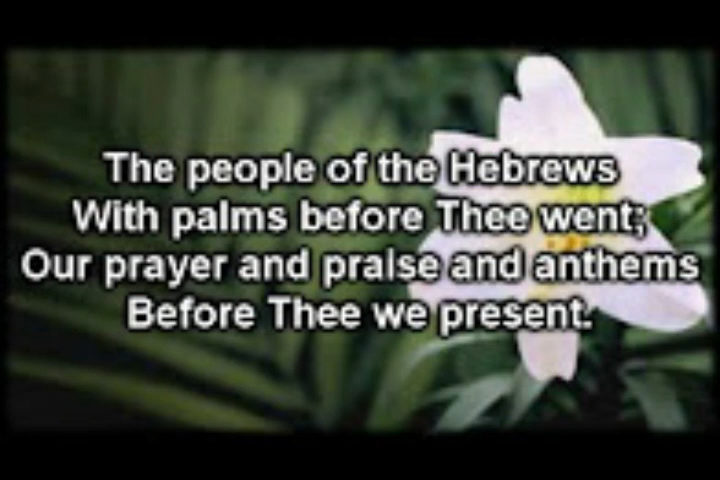 The people of the Hebrews
With palms before Thee went;
Our prayer and praise and anthems
Before Thee we present.